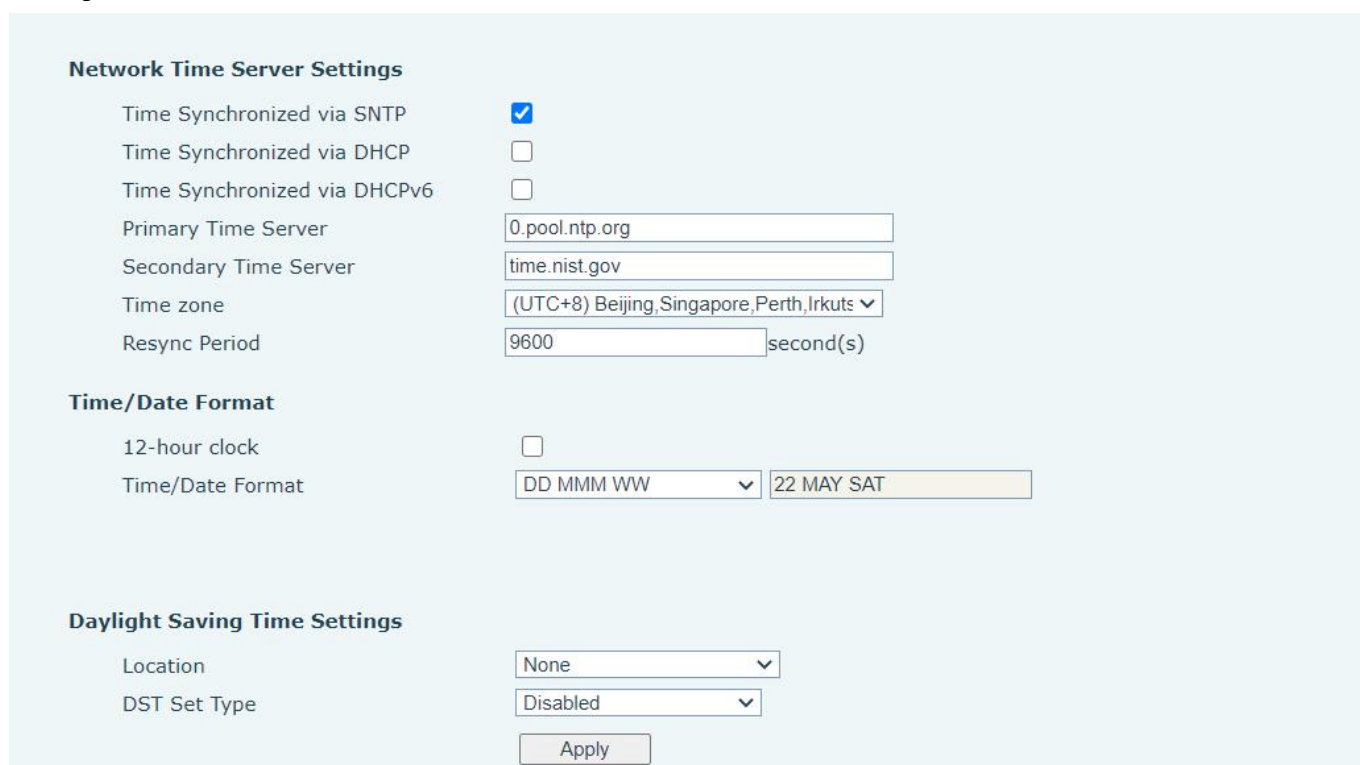 Network Time Server Settings
Time Synchronized via SNTP
Time Synchronized via DHCP
Time Synchronized via DHCPv6
Primary Time Server 0.pool.ntp.org
Secondary Time Server time.nist.gov
Time zone (UTC+8) Beijing,Singapore,Perth,Irkuts
Resync Period 9600 second(s)
Time/Date Format
12-hour clock
Time/Date Format DD MMM WW 22 MAY SAT
Daylight Saving Time Settings
Location None
DST Set Type Disabled
Apply